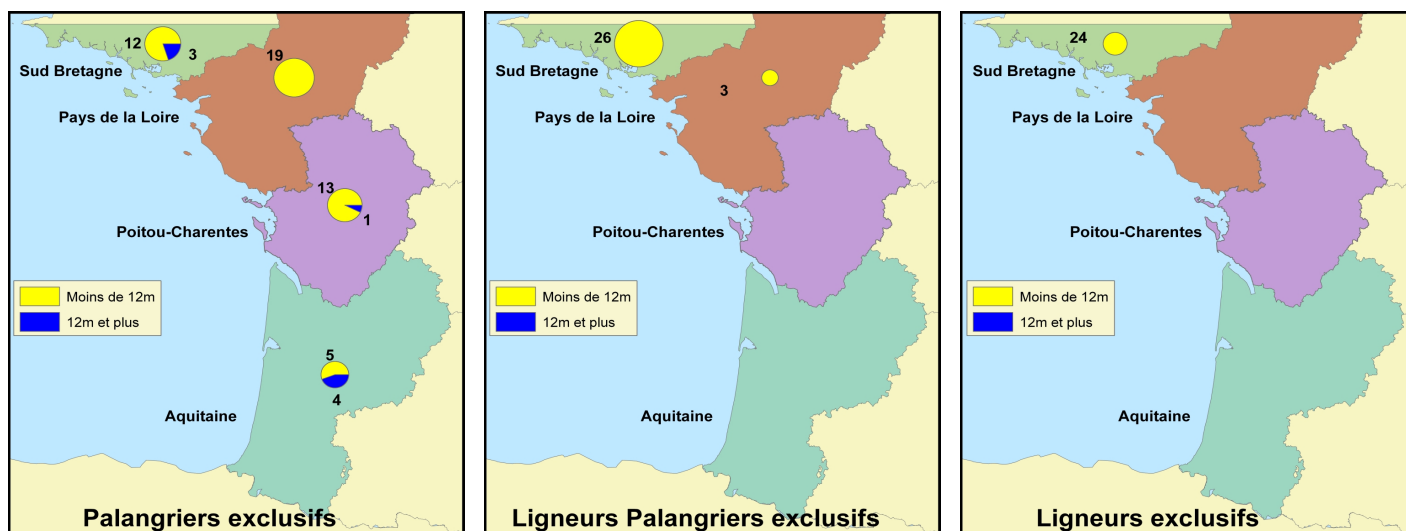 12
3
19
Sud Bretagne
Pays de la Loire
13
1
Poitou-Charentes
Moins de 12m
12m et plus
5
4
Aquitaine
Palangriers exclusifs
26
Sud Bretagne
3
Pays de la Loire
Poitou-Charentes
Moins de 12m
12m et plus
Aquitaine
Ligneurs Palangriers exclusifs
24
Sud Bretagne
Pays de la Loire
Poitou-Charentes
Moins de 12m
12m et plus
Aquitaine
Ligneurs exclusifs